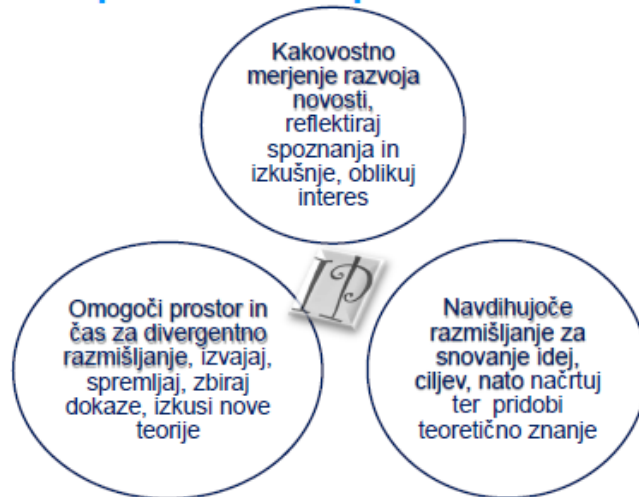 Kakovostno
merjenje razvoja
novosti,
reflektiraj
spoznanja in
izkušnje, oblikuj
interes
IP
Omogoči prostor in
čas za divergentno
razmišljanje, izvajaj,
spremljaj, zbiraj
dokaze, izkusi nove
teorije
Navdihujoče
razmišljanje za
snovanje idej,
ciljev, nato načrtuj
ter pridobi
teoretično znanje